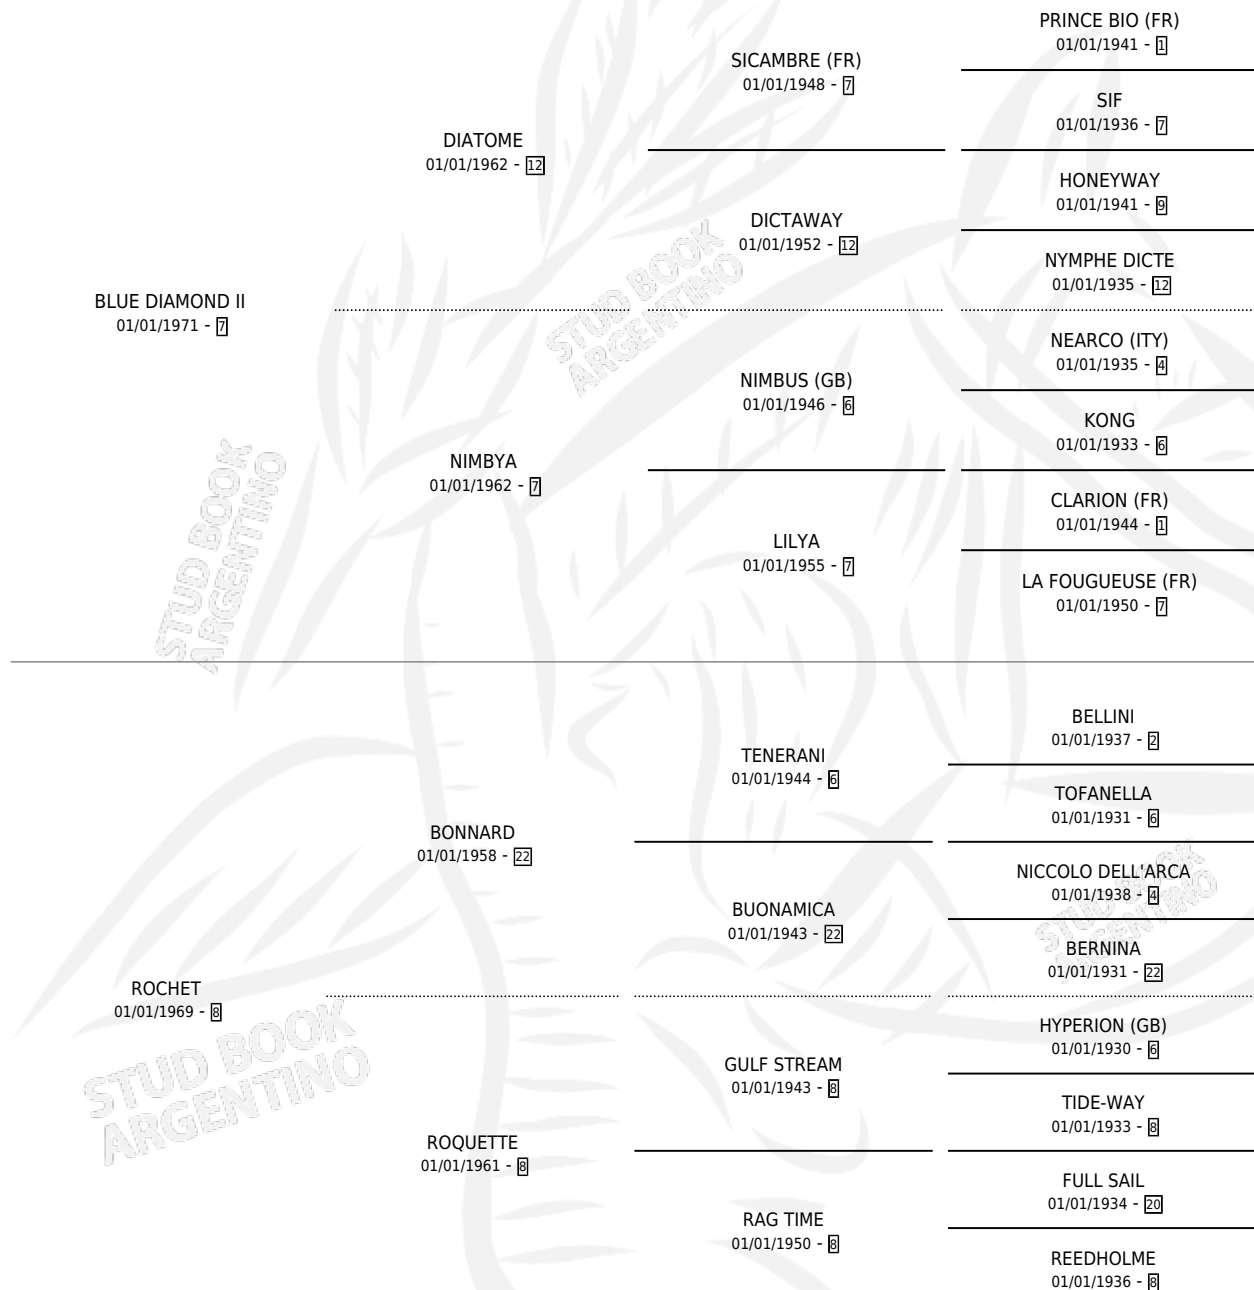 PRINCE BIO (FR)
01/01/1941 - 1
SICAMBRE (FR)
01/01/1948 - 7
SIF
01/01/1936 - 7
DIATOME
01/01/1962 - 12
HONEYWAY
01/01/1941 - 9
DICTAWAY
01/01/1952 - 12
NYMPHE DICTE
01/01/1935 - 12
BLUE DIAMOND II
01/01/1971 - 7
STUD BOOK
ARGENTINO
NEARCO (ITY)
01/01/1935 - 4
NIMBUS (GB)
01/01/1946 - 6
KONG
01/01/1933 - 6
NIMBYA
01/01/1962 - 7
CLARION (FR)
01/01/1944 - 1
LILYA
01/01/1955 - 7
LA FOUGUEUSE (FR)
01/01/1950 - 7
STUD BOOK
ARGENTINO
BELLINI
01/01/1937 - 2
TENERANI
01/01/1944 - 6
TOFANELLA
01/01/1931 - 6
BONNARD
01/01/1958 - 22
NICCOLO DELL'ARCA
01/01/1938 - 4
BUONAMICA
01/01/1943 - 22
BERNINA
01/01/1931 - 22
STUD BOOK
ARGENTINO
ROCHET
01/01/1969 - 8
HYPERION (GB)
01/01/1930 - 6
GULF STREAM
01/01/1943 - 8
TIDE-WAY
01/01/1933 - 8
STUD BOOK
ARGENTINO
ROQUETTE
01/01/1961 - 8
FULL SAIL
01/01/1934 - 20
RAG TIME
01/01/1950 - 8
REEDHOLME
01/01/1936 - 8